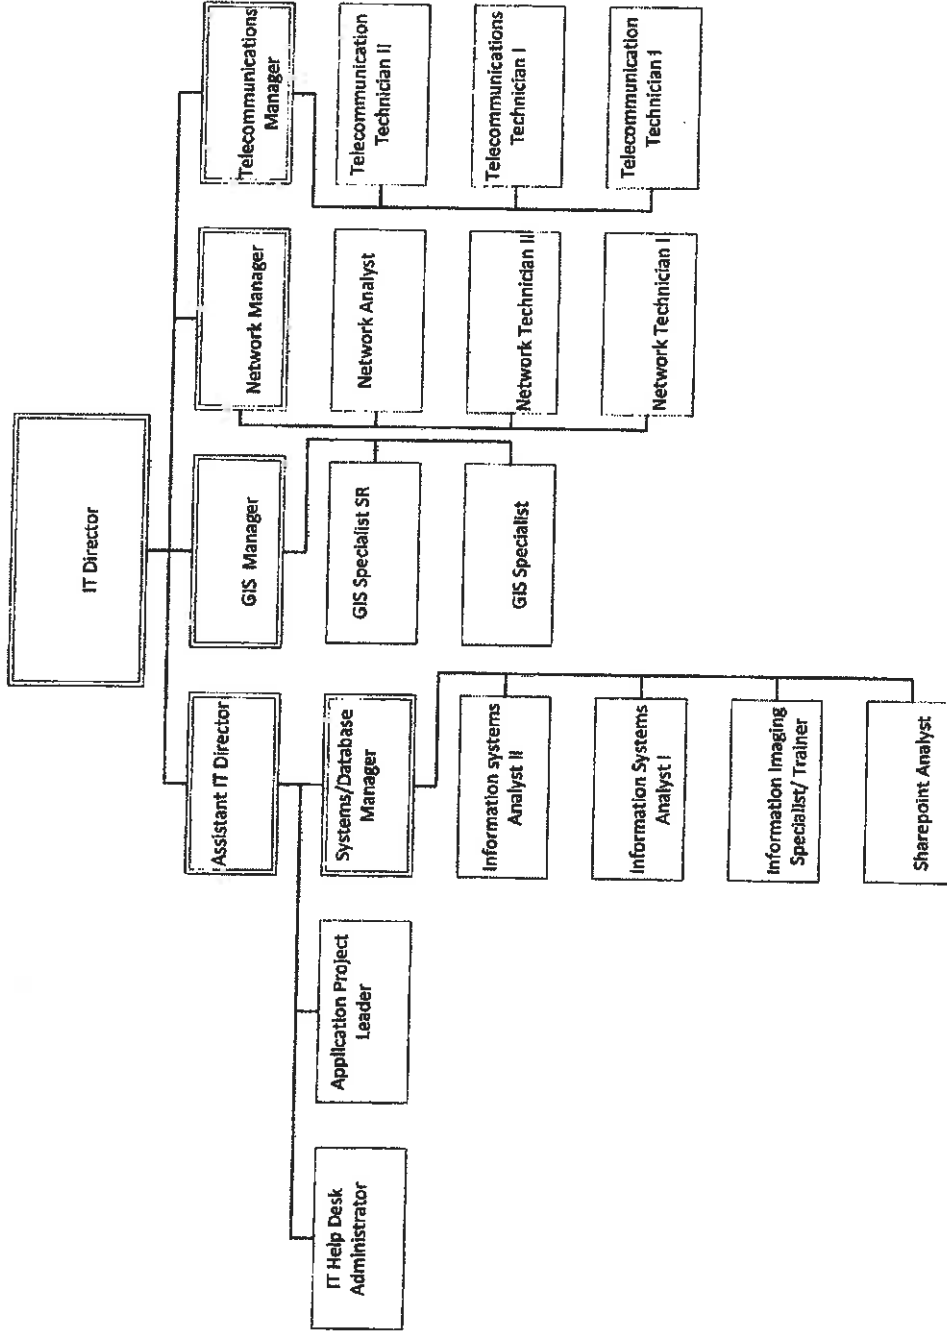 IT Director
Assistant IT Director
GIS Manager
Network Manager
Telecommunications
Manager
IT Help Desk
Administrator
Application Project
Leader
Systems/Database
Manager
GIS Specialist SR
Network Analyst
Telecommunication
Technician II
Information systems
Analyst II
GIS Specialist
Network Technician II
Telecommunications
Technician I
Information Systems
Analyst I
Network Technician I
Telecommunication
Technician I
Information Imaging
Specialist/ Trainer
Sharepoint Analyst